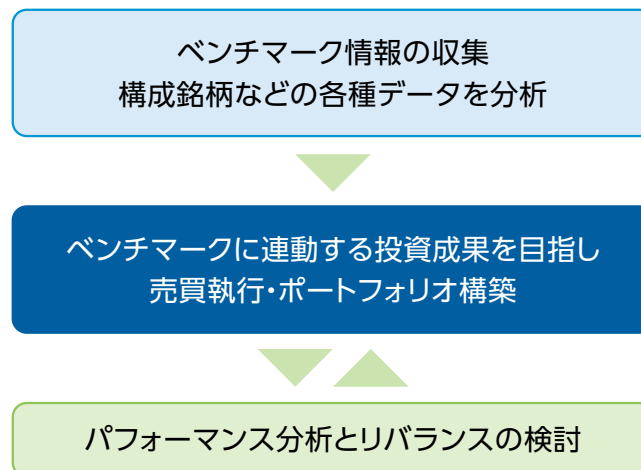 ベンチマーク情報の収集
構成銘柄などの各種データを分析
ベンチマークに連動する投資成果を目指し
売買執行・ポートフォリオ構築
パフォーマンス分析とリバランスの検討